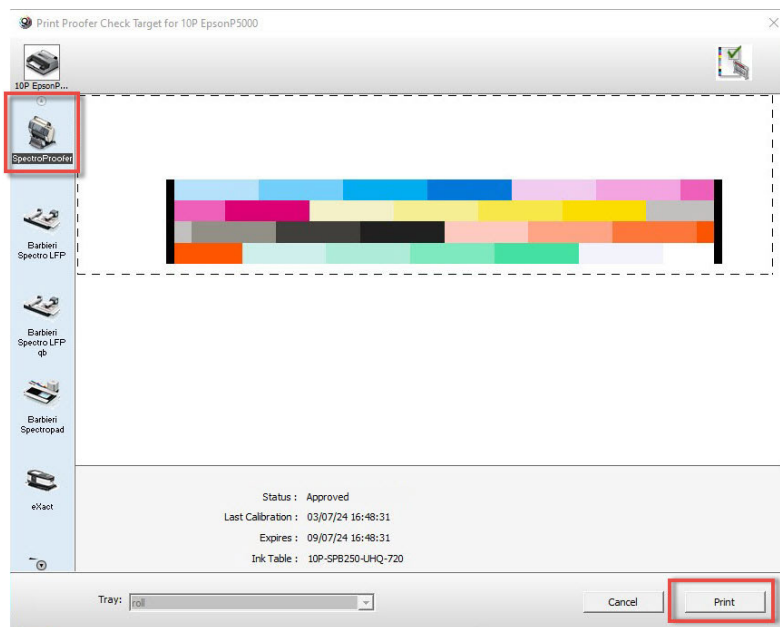 Print Proofer Check Target for 10P EpsonP5000
10P EpsonP...
SpectroProofer
Barbieri
Spectro LFP
Barbieri
Spectro LFP
qb
Barbieri
Spectropad
eXact
Status : Approved
Last Calibration : 03/07/24 16:48:31
Expires : 09/07/24 16:48:31
Ink Table : 10P-SPB250-UHQ-720
Tray: roll
Cancel
Print